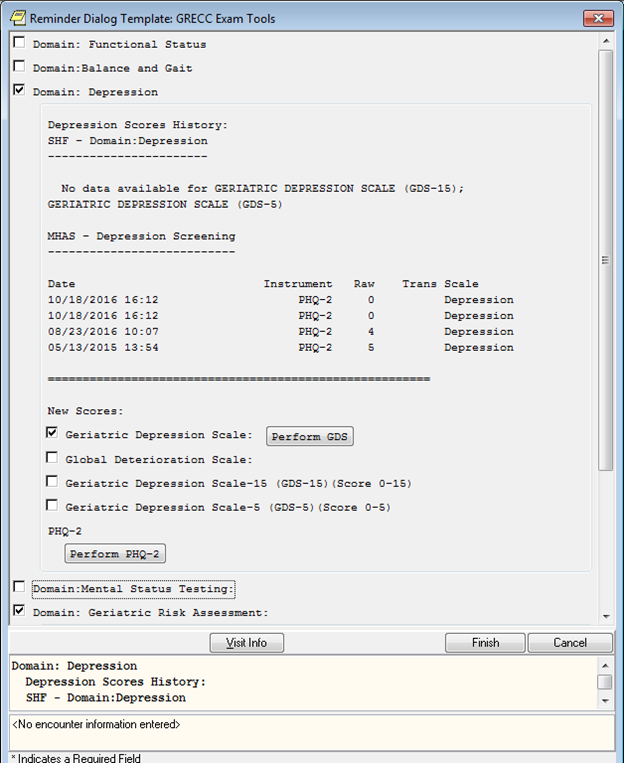 Reminder Dialog Template: GRECC Exam Tools
Domain: Functional Status
Domain:Balance and Gait
Domain: Depression
Depression Scores History:
SHF - Domain:Depression
-----------------------
No data available for GERIATRIC DEPRESSION SCALE (GDS-15);
GERIATRIC DEPRESSION SCALE (GDS-5)
MHAS - Depression Screening
---------------------------
Date Instrument Raw Trans Scale
10/18/2016 16:12 PHQ-2 0 Depression
10/18/2016 16:12 PHQ-2 0 Depression
08/23/2016 10:07 PHQ-2 4 Depression
05/13/2015 13:54 PHQ-2 5 Depression
=======================================================
New Scores:
Geriatric Depression Scale: Perform GDS
Global Deterioration Scale:
Geriatric Depression Scale-15 (GDS-15)(Score 0-15)
Geriatric Depression Scale-5 (GDS-5)(Score 0-5)
PHQ-2
Perform PHQ-2
Domain:Mental Status Testing:
Domain: Geriatric Risk Assessment:
Visit Info Finish Cancel
Domain: Depression
Depression Scores History:
SHF - Domain:Depression
<No encounter information entered>
* Indicates a Required Field